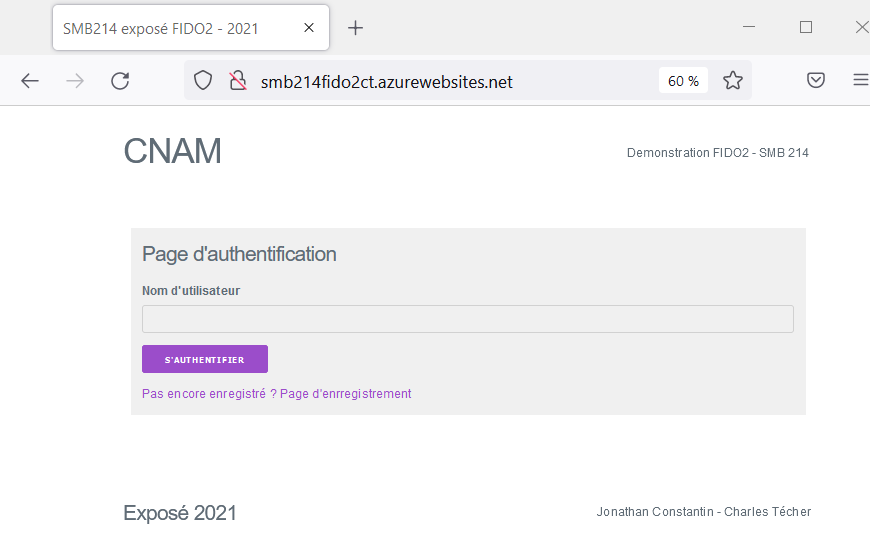 SMB214 exposé FIDO2 - 2021
smb214fido2ct.azurewebsites.net
60 %
CNAM
Demonstration FIDO2 - SMB 214
Page d'authentification
Nom d'utilisateur
S'AUTHENTIFIER
Pas encore enregistré ? Page d'enrregistrement
Exposé 2021
Jonathan Constantin - Charles Técher